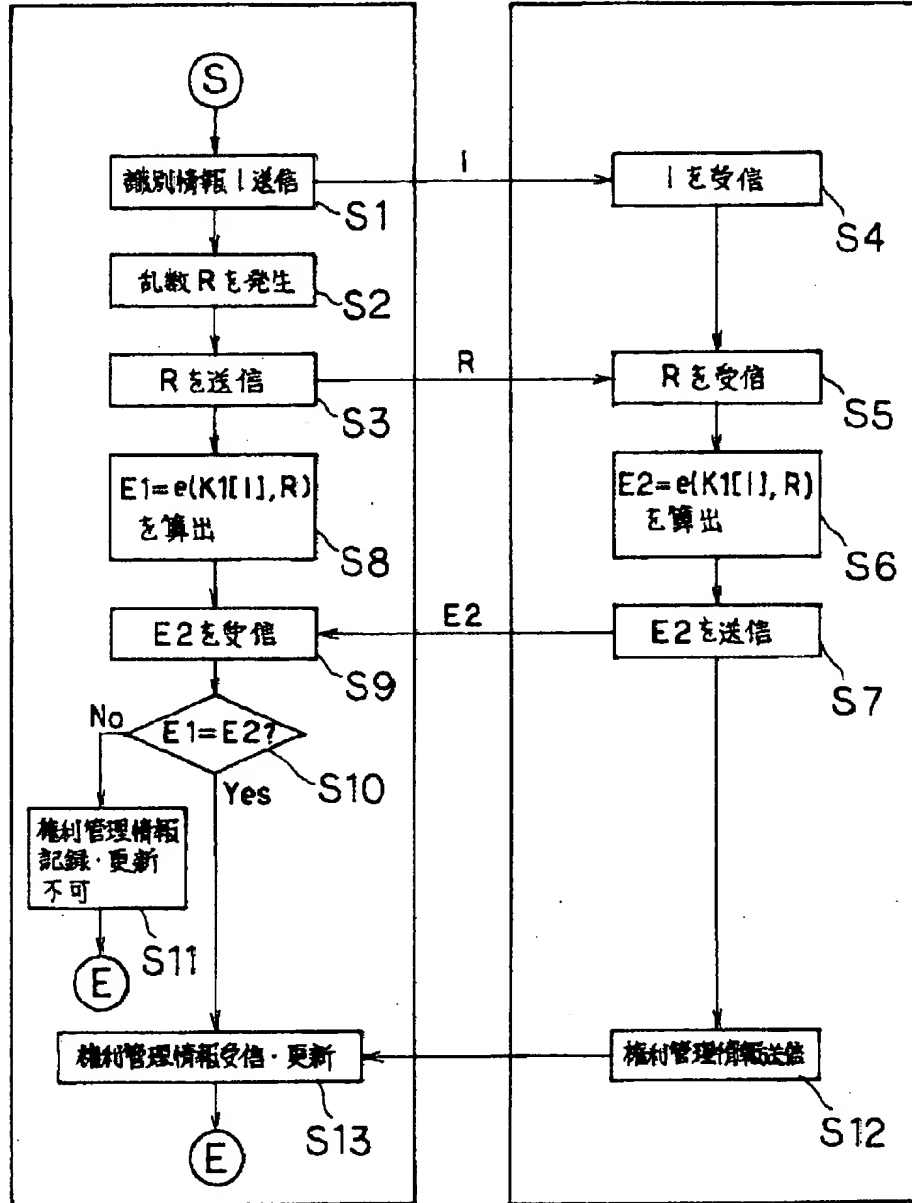 S
識別情報I送信
S1
I
Iを受信
S4
乱数Rを発生
S2
Rを送信
S3
R
Rを受信
S5
E1=e(K1[I],R)
を算出
S8
E2=e(K1[I],R)
を算出
S6
E2を受信
S9
E2
E2を送信
S7
No
E1=E2?
S10
Yes
権利管理情報
記録・更新
不可
S11
E
権利管理情報受信・更新
S13
権利管理情報送信
S12
E